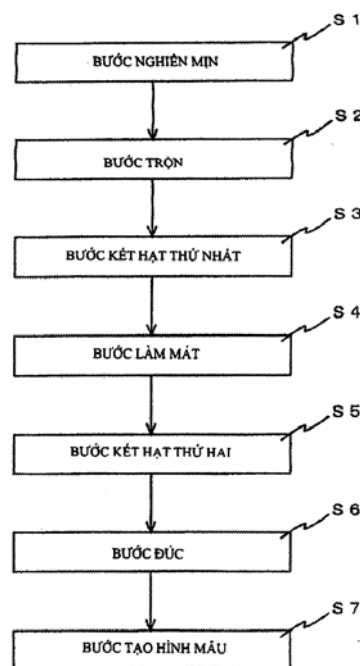 S 1
BƯỚC NGHIỀN MỊN
S 2
BƯỚC TRỘN
S 3
BƯỚC KẾT HẠT THỨ NHẤT
S 4
BƯỚC LÀM MÁT
S 5
BƯỚC KẾT HẠT THỨ HAI
S 6
BƯỚC ĐÚC
S 7
BƯỚC TẠO HÌNH MẪU